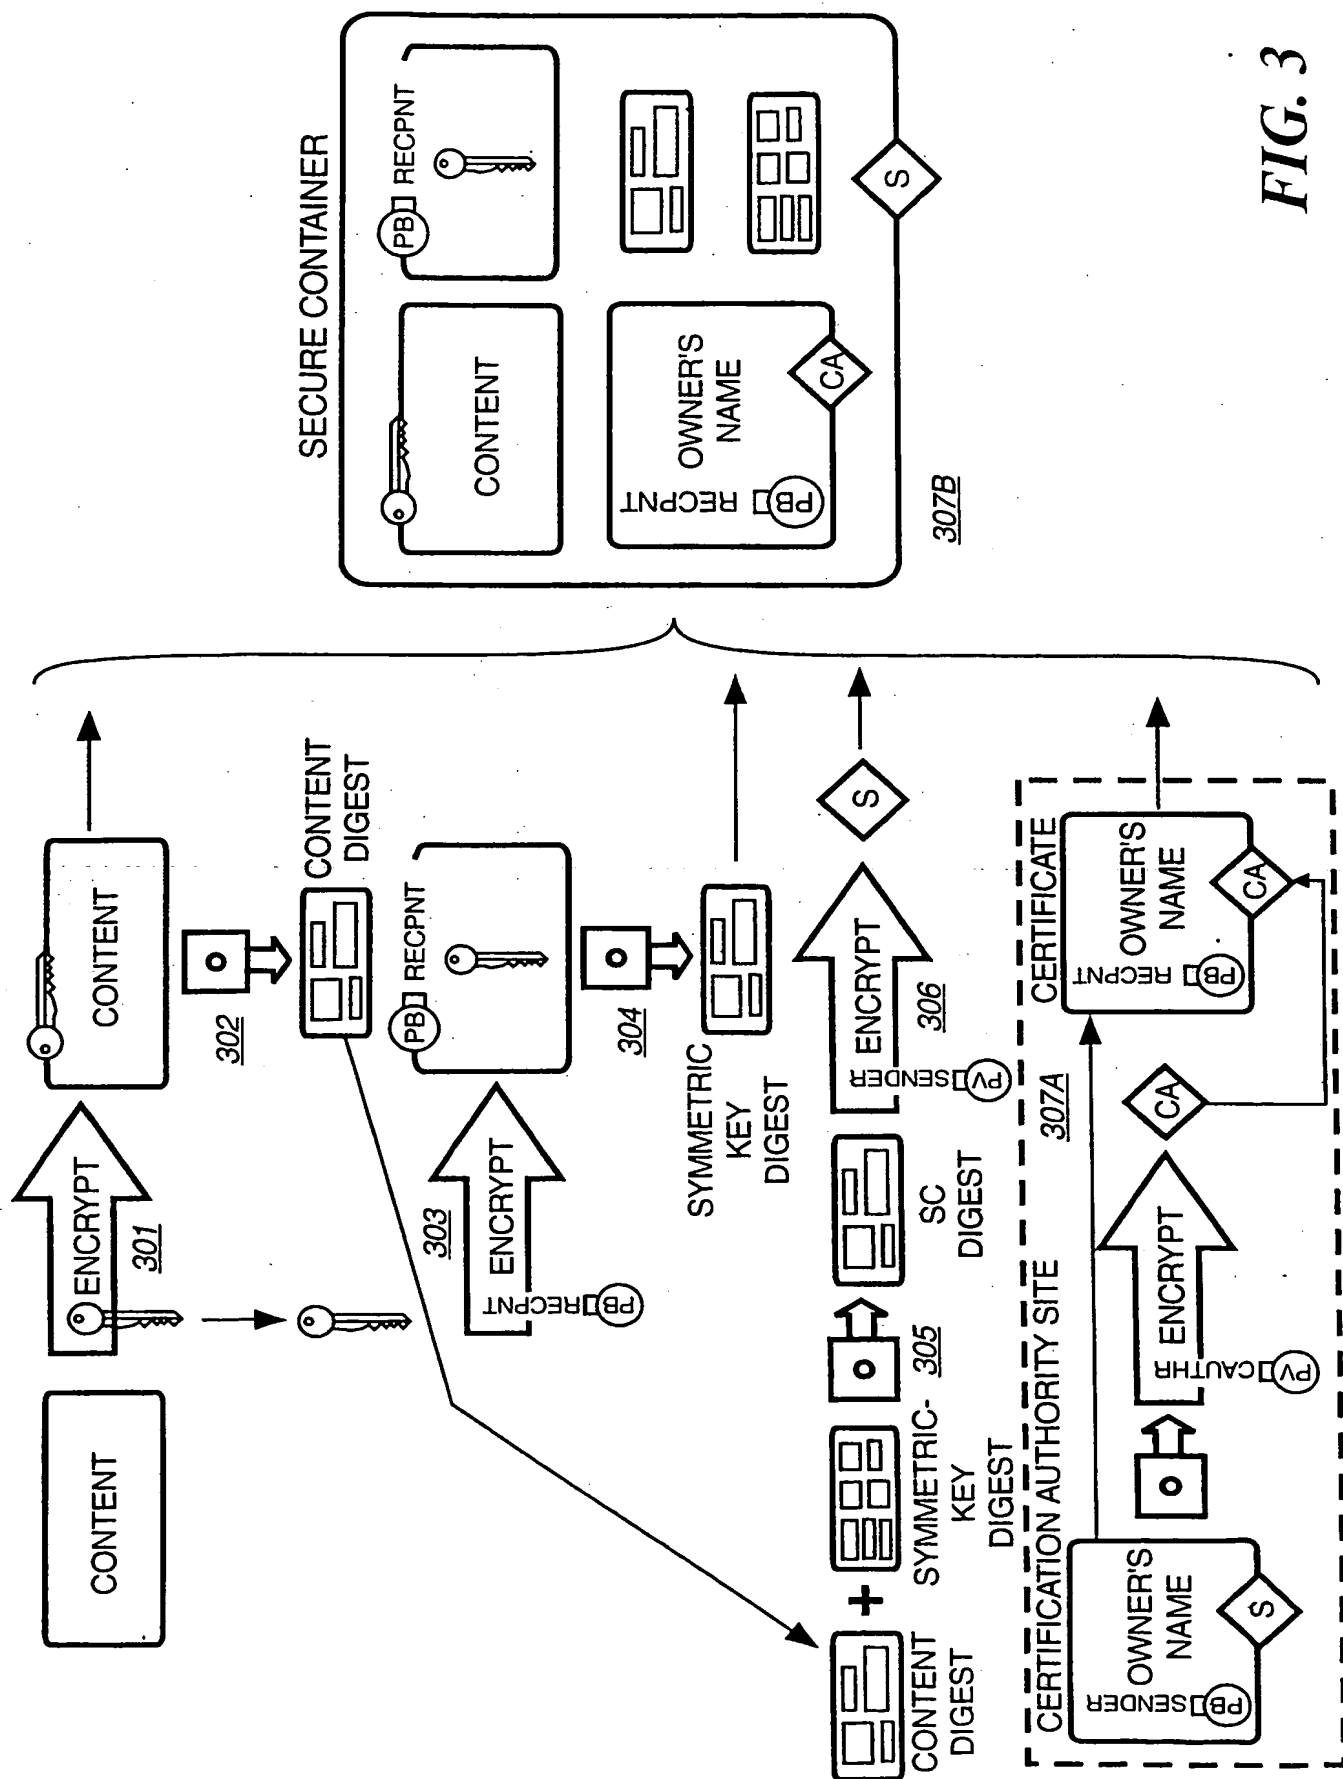 CONTENT
ENCRYPT
301
CONTENT
302
CONTENT
DIGEST
303
ENCRYPT
PB RECPNT
PB RECPNT
304
SYMMETRIC
KEY
DIGEST
CONTENT
DIGEST
+
SYMMETRIC-
KEY
DIGEST
305
SC
DIGEST
ENCRYPT
306
PV SENDER
S
CERTIFICATION AUTHORITY SITE
307A
CERTIFICATE
OWNER'S
NAME
PB SENDER
S
ENCRYPT
PV CAUTHR
CA
OWNER'S
NAME
PB RECPNT
CA
SECURE CONTAINER
CONTENT
PB RECPNT
OWNER'S
NAME
PB RECPNT
CA
S
307B
FIG. 3